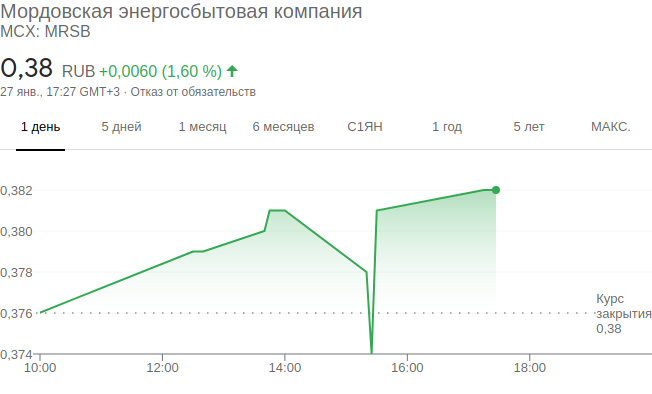 Мордовская энергосбытовая компания
MCX: MRSB
0,38 RUB +0,0060 (1,60 %)
27 янв., 17:27 GMT+3 · Отказ от обязательств
1 день 5 дней 1 месяц 6 месяцев С1ЯН 1 год 5 лет МАКС.
0,382
0,380
0,378
0,376
Курс
закрытия
0,38
0,374
10:00 12:00 14:00 16:00 18:00